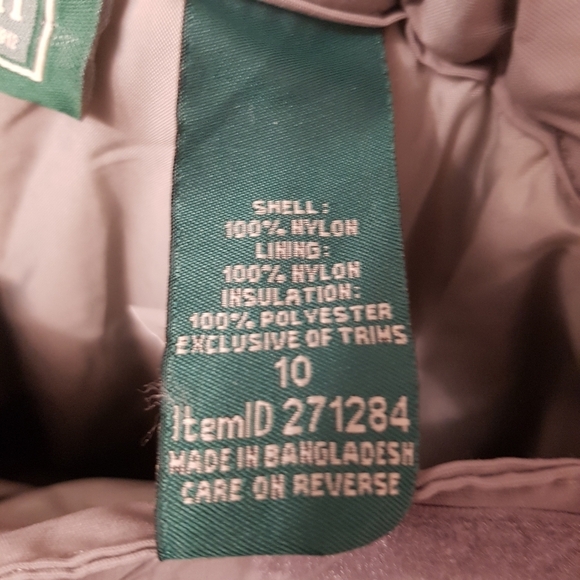 SHELL:
100% NYLON
LINING:
100% NYLON
INSULATION:
100% POLYESTER
EXCLUSIVE OF TRIMS
10
ItemID 271284
MADE IN BANGLADESH
CARE ON REVERSE